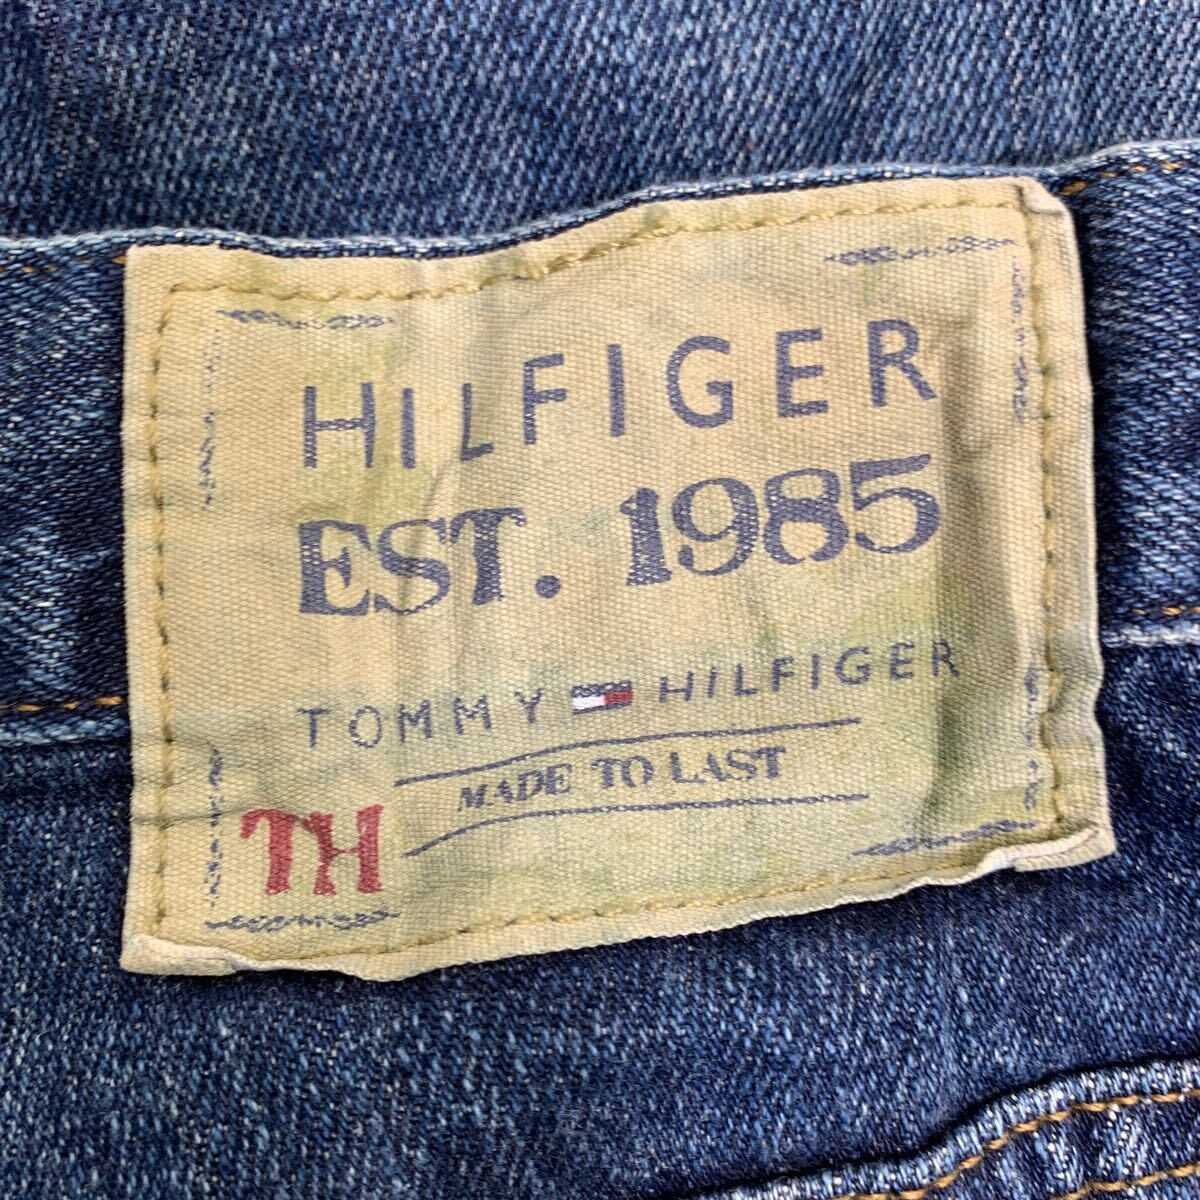 HILFIGER
EST. 1985
TOMMY HILFIGER
MADE TO LAST
TH